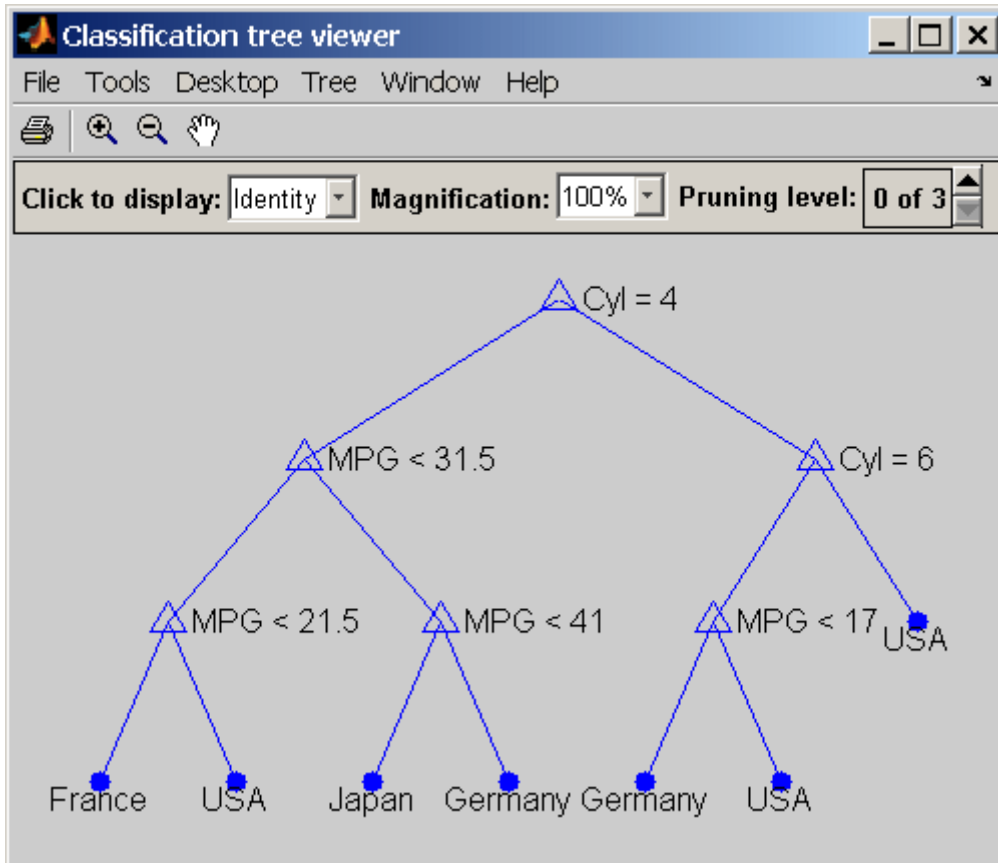 Classification tree viewer
File Tools Desktop Tree Window Help
Click to display: Identity Magnification: 100% Pruning level: 0 of 3
Cyl = 4
MPG < 31.5 Cyl = 6
MPG < 21.5 MPG < 41 MPG < 17
USA
France USA Japan Germany Germany USA